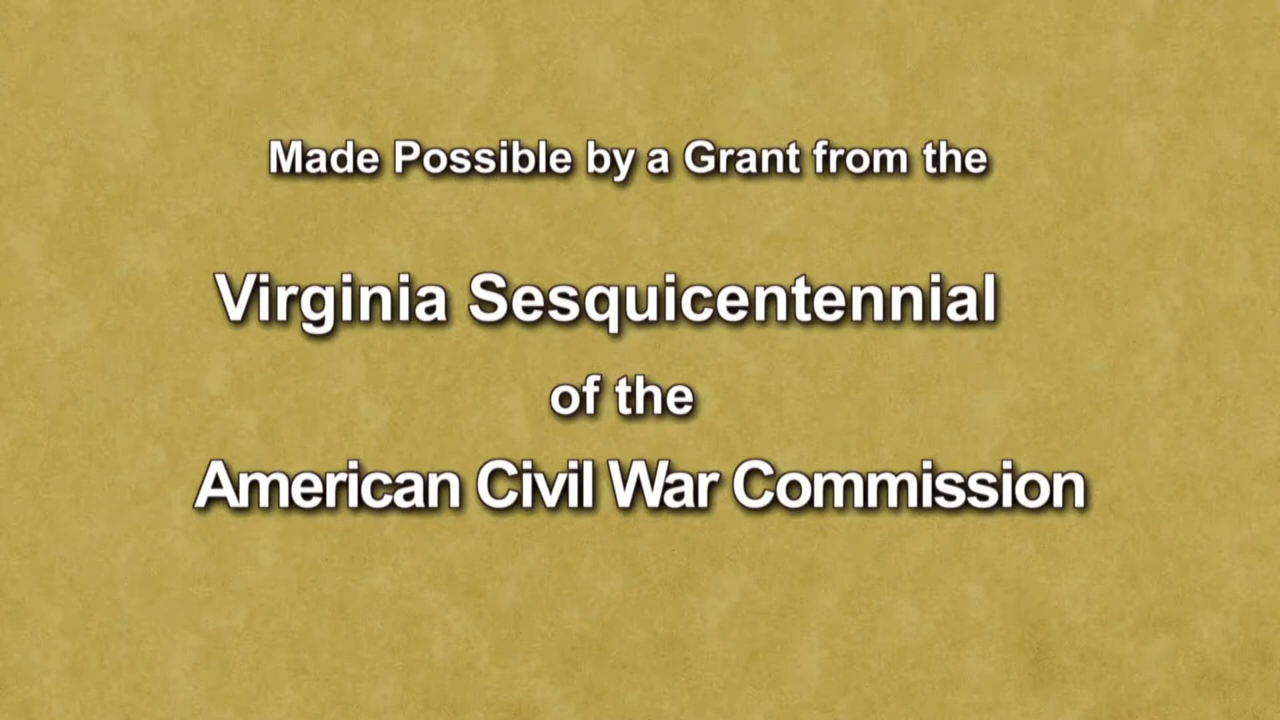 Made Possible by a Grant from the
Virginia Sesquicentennial
of the
American Civil War Commission